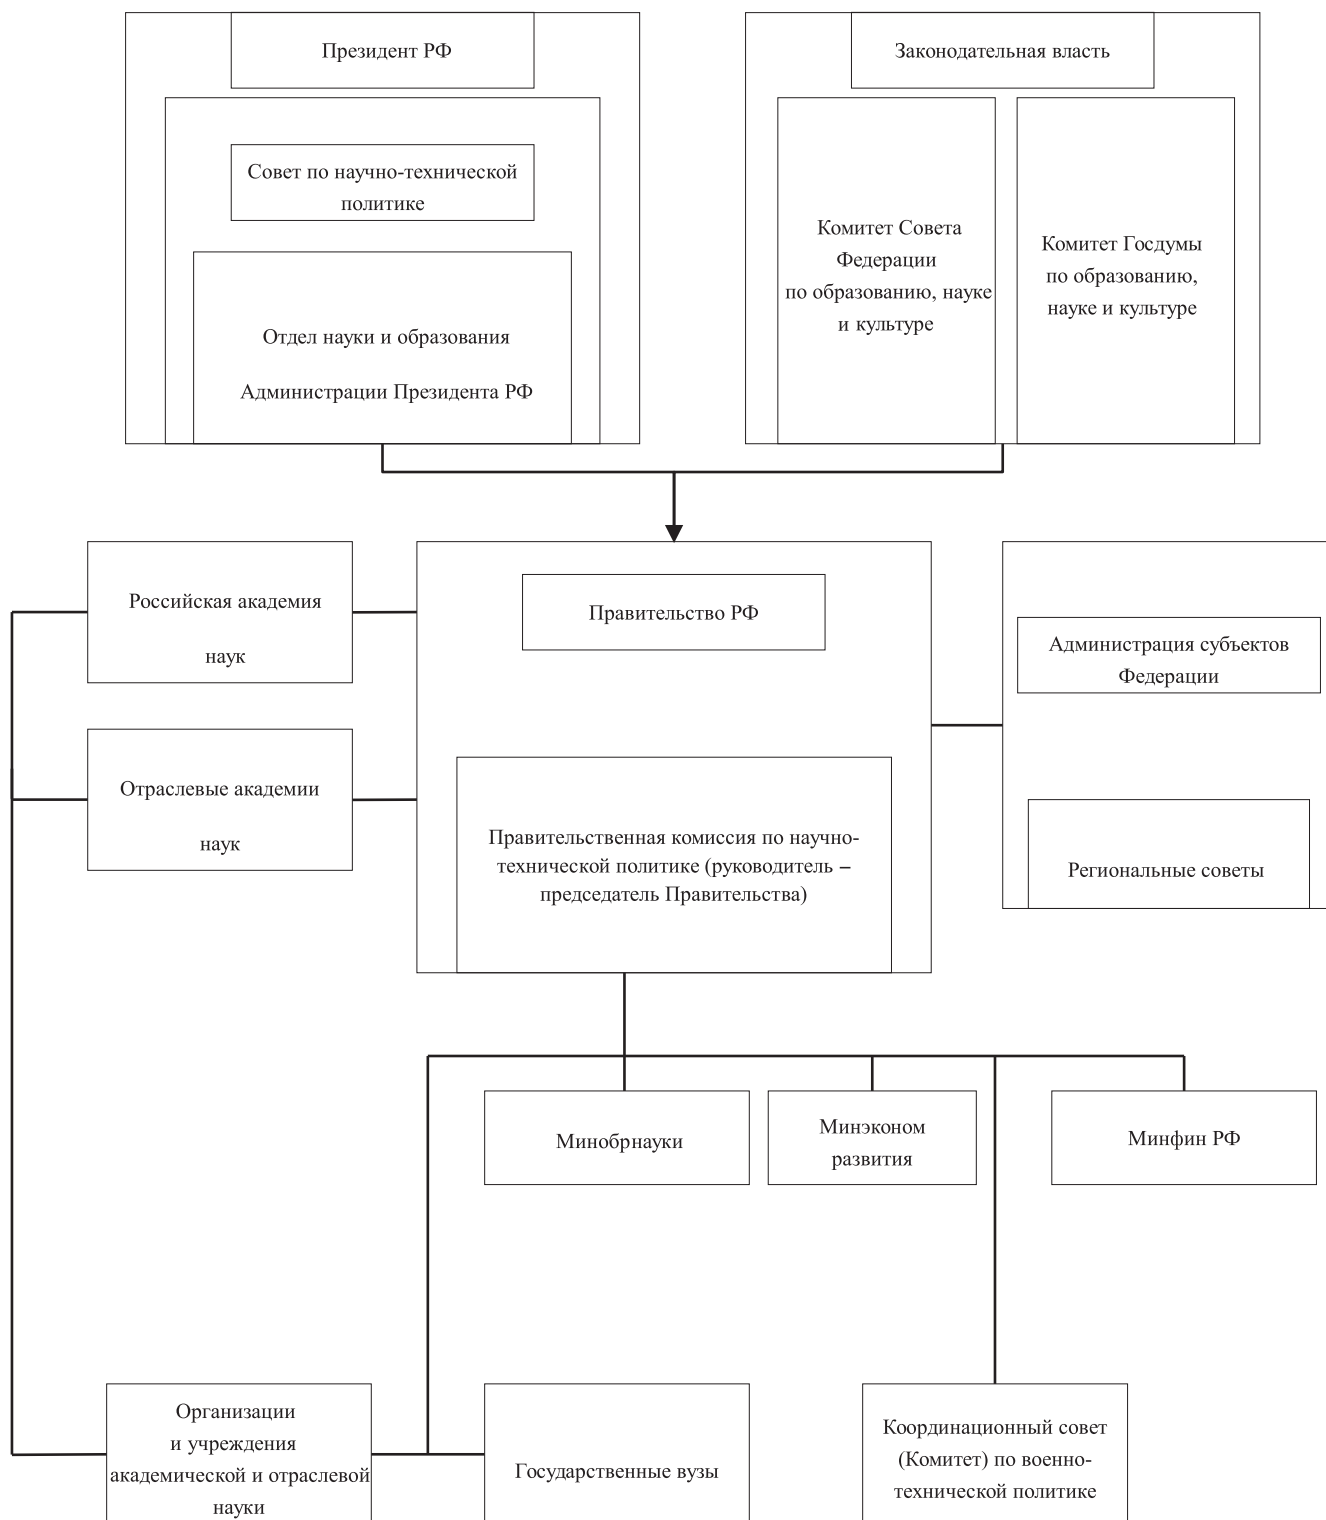 Президент РФ
Законодательная власть
Совет по научно-технической
политике
Отдел науки и образования
Администрации Президента РФ
Комитет Совета
Федерации
по образованию, науке
и культуре
Комитет Госдумы
по образованию,
науке и культуре
Российская академия
наук
Правительство РФ
Администрация субъектов
Федерации
Отраслевые академии
наук
Правительственная комиссия по научно-
технической политике (руководитель –
председатель Правительства)
Региональные советы
Минобрнауки
Минэконом
развития
Минфин РФ
Организации
и учреждения
академической и отраслевой
науки
Государственные вузы
Координационный совет
(Комитет) по военно-
технической политике